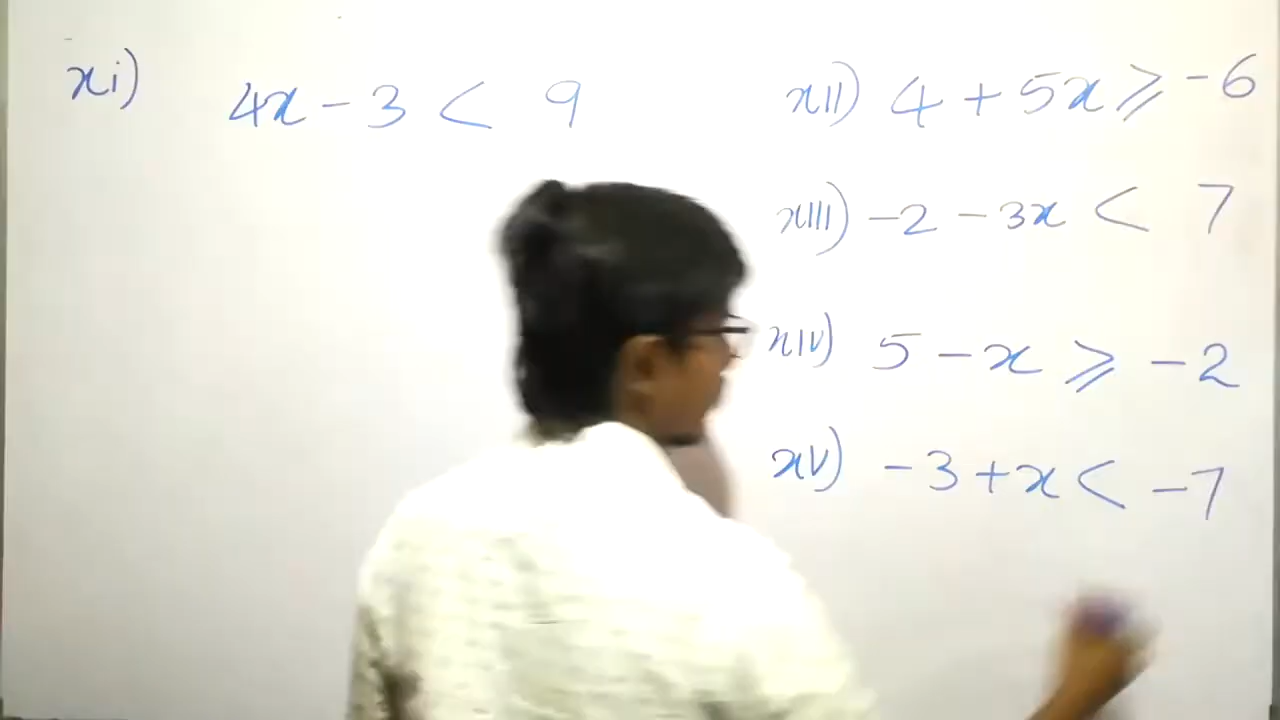 xi) 4x - 3 < 9
xII) 4 + 5x ⩾ -6
xIII) -2 - 3x < 7
xIV) 5 - x ⩾ -2
xV) -3 + x < -7